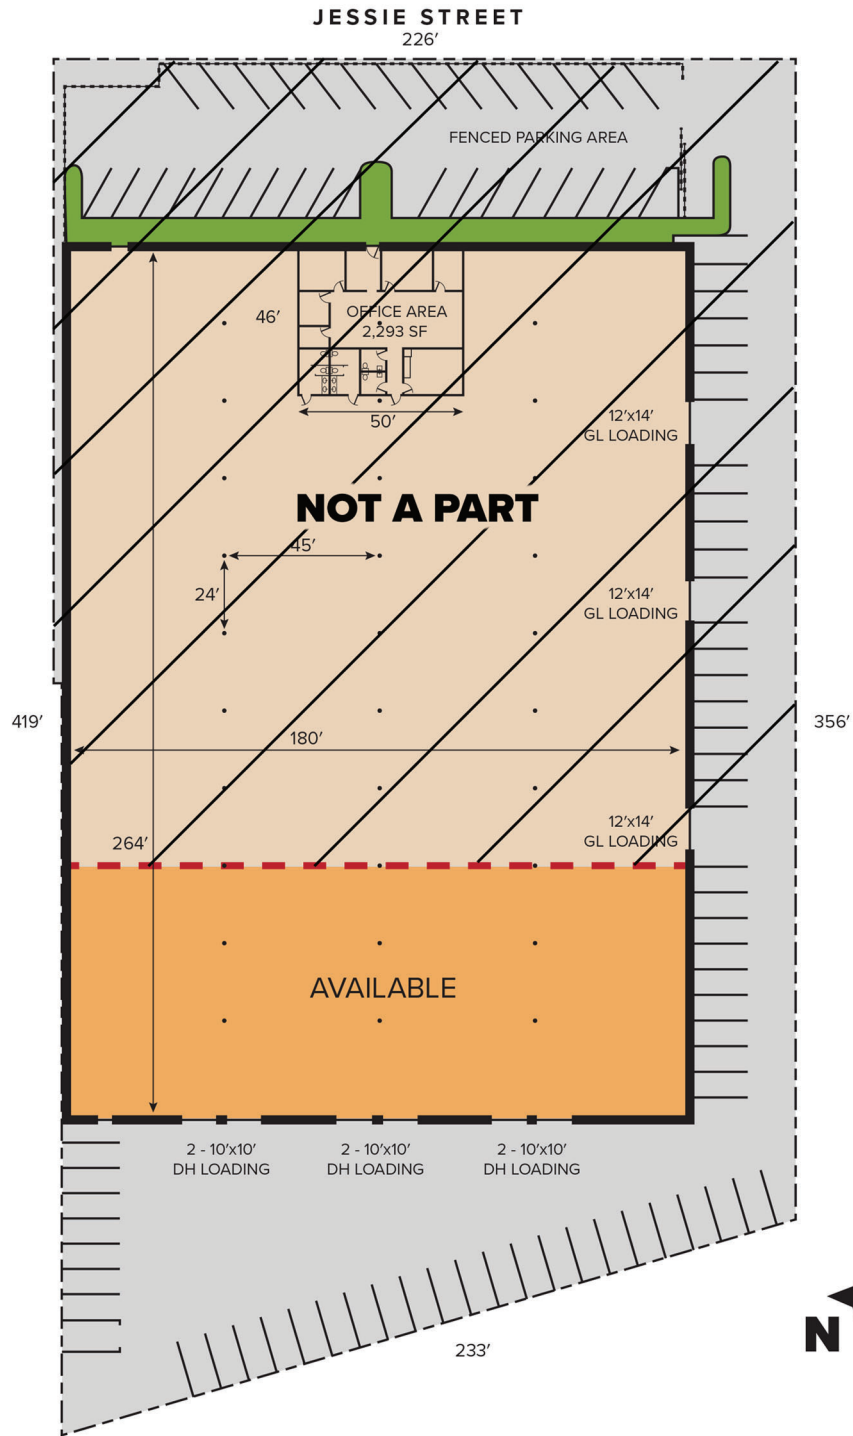 JESSIE STREET
226′
FENCED PARKING AREA
46′
OFFICE AREA
2,293 SF
50′
12′x14′
GL LOADING
NOT A PART
45′
24′
12′x14′
GL LOADING
419′
356′
180′
12′x14′
GL LOADING
264′
AVAILABLE
2 - 10′x10′
DH LOADING
2 - 10′x10′
DH LOADING
2 - 10′x10′
DH LOADING
N
233′